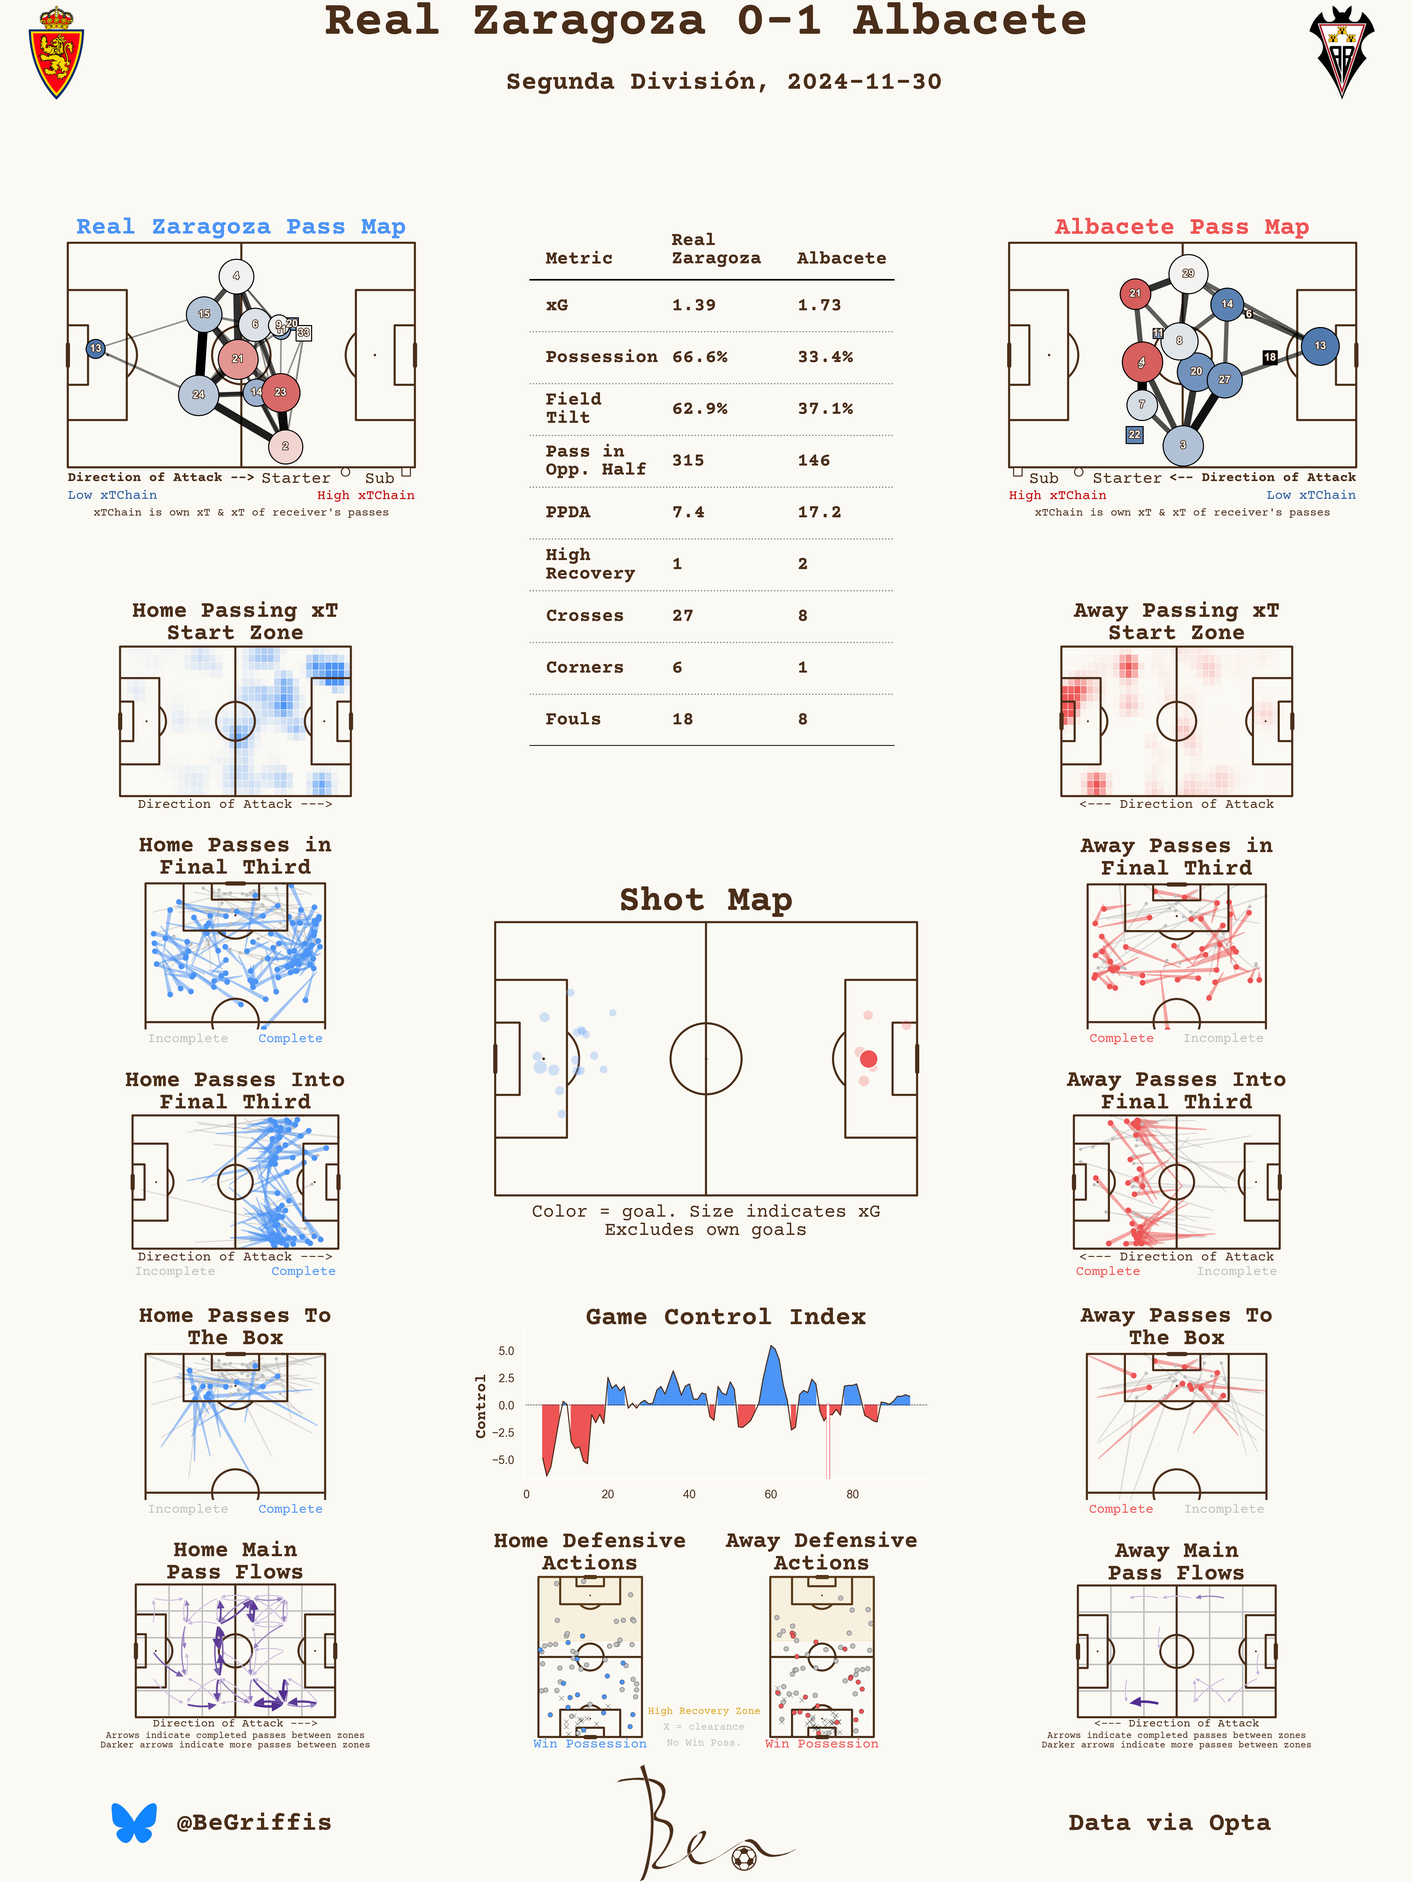 Real Zaragoza 0-1 Albacete
Segunda División, 2024-11-30
Real Zaragoza Pass Map
4
15
6
9
20
33
13
21
24
14
23
2
Direction of Attack --> Starter Sub
Low xTChain High xTChain
xTChain is own xT & xT of receiver's passes
Metric Real Zaragoza Albacete
xG 1.39 1.73
Possession 66.6% 33.4%
Field Tilt 62.9% 37.1%
Pass in Opp. Half 315 146
PPDA 7.4 17.2
High Recovery 1 2
Crosses 27 8
Corners 6 1
Fouls 18 8
Albacete Pass Map
29
21
14
6
11
8
13
18
4
20
27
7
22
3
Sub Starter <-- Direction of Attack
High xTChain Low xTChain
xTChain is own xT & xT of receiver's passes
Home Passing xT
Start Zone
Direction of Attack --->
Away Passing xT
Start Zone
<--- Direction of Attack
Home Passes in
Final Third
Incomplete Complete
Away Passes in
Final Third
Complete Incomplete
Shot Map
Color = goal. Size indicates xG
Excludes own goals
Home Passes Into
Final Third
Direction of Attack --->
Incomplete Complete
Away Passes Into
Final Third
<--- Direction of Attack
Complete Incomplete
Home Passes To
The Box
Incomplete Complete
Game Control Index
Control
5.0
2.5
0.0
−2.5
−5.0
0 20 40 60 80
Away Passes To
The Box
Complete Incomplete
Home Main
Pass Flows
Direction of Attack --->
Arrows indicate completed passes between zones
Darker arrows indicate more passes between zones
Home Defensive
Actions
Win Possession
High Recovery Zone
X = clearance
No Win Poss.
Away Defensive
Actions
Win Possession
Away Main
Pass Flows
<--- Direction of Attack
Arrows indicate completed passes between zones
Darker arrows indicate more passes between zones
@BeGriffis
Ben
Data via Opta